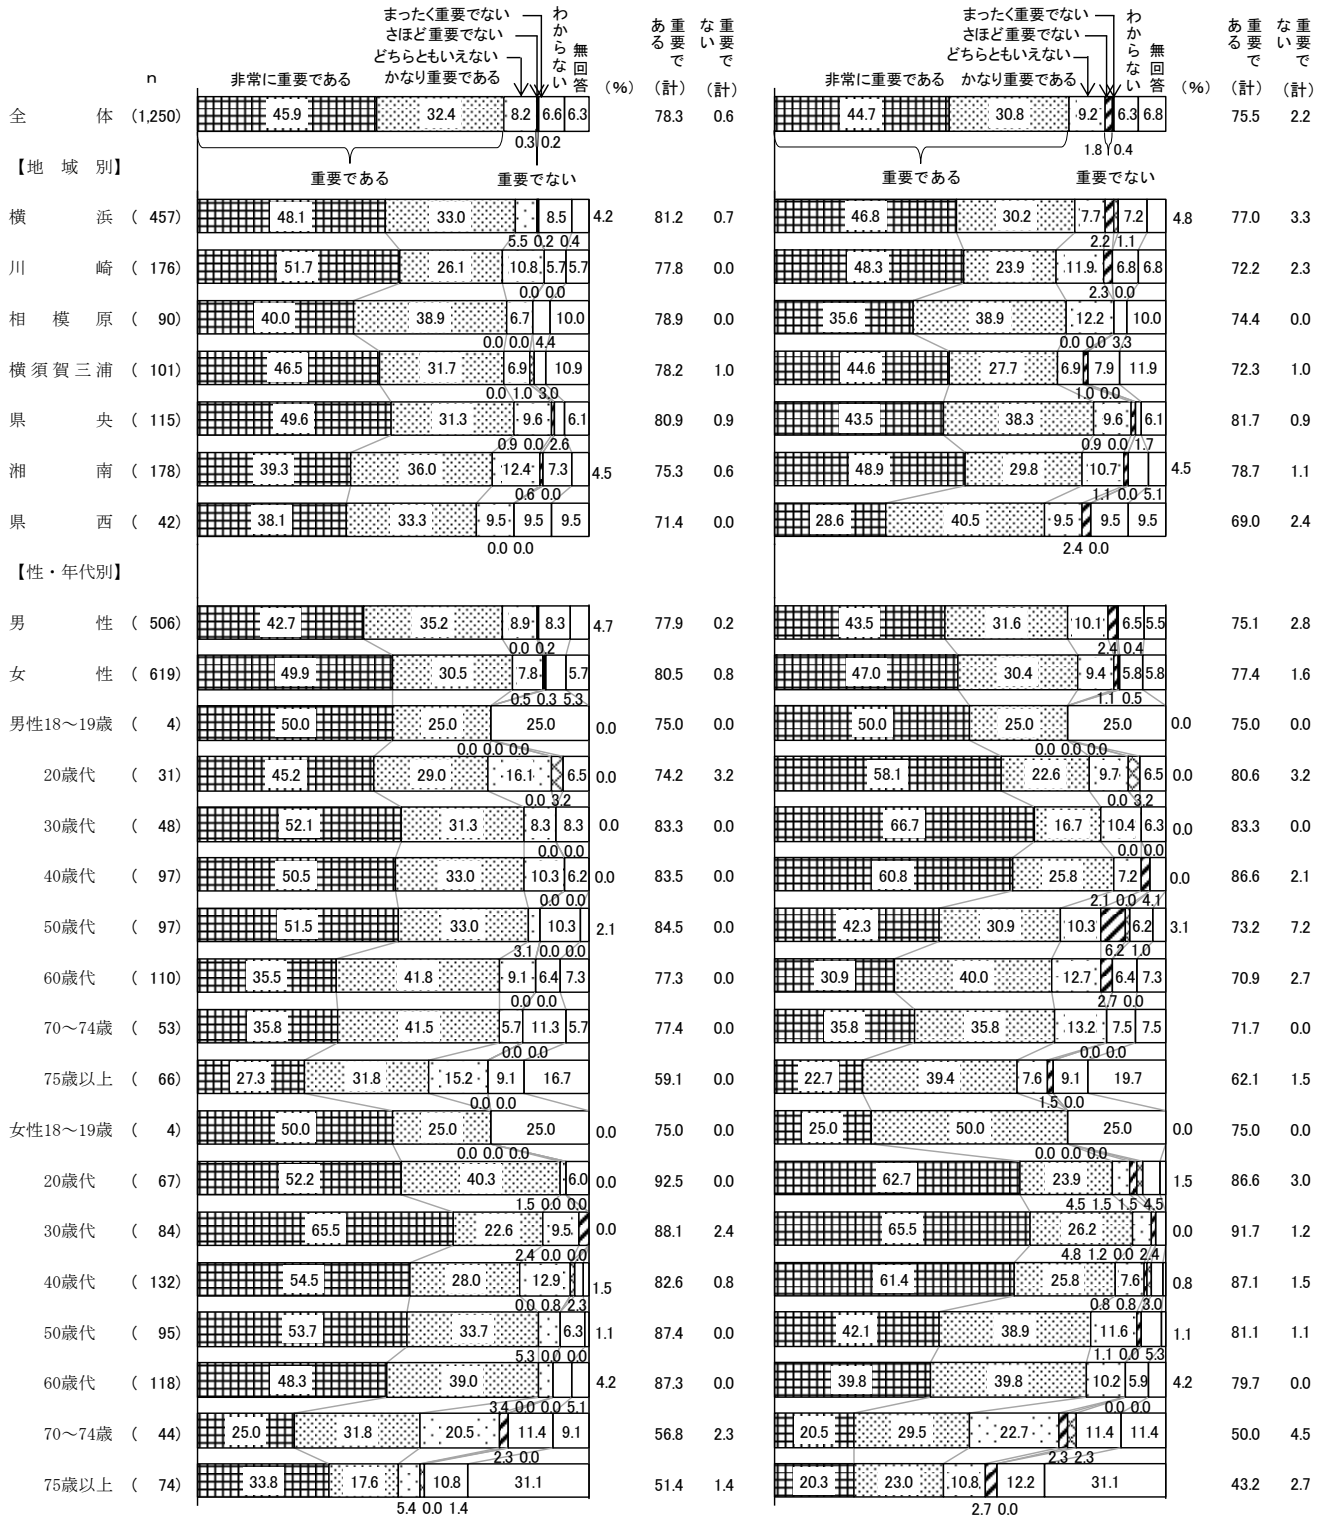 まったく重要でない
さほど重要でない
どちらともいえない
かなり重要である
非常に重要である
わからない
無回答
(%)
重要である(計)
重要でない(計)
まったく重要でない
さほど重要でない
どちらともいえない
かなり重要である
非常に重要である
わからない
無回答
(%)
重要である(計)
重要でない(計)
n
全体 (1,250) 45.9 32.4 8.2 6.6 6.3 78.3 0.6 44.7 30.8 9.2 6.3 6.8 75.5 2.2
0.3 0.2 1.8 0.4
【地域別】 重要である 重要でない 重要である 重要でない
横浜 (457) 48.1 33.0 8.5 4.2 81.2 0.7 46.8 30.2 7.7 7.2 4.8 77.0 3.3
5.5 0.2 0.4 2.2 1.1
川崎 (176) 51.7 26.1 10.8 5.7 5.7 77.8 0.0 48.3 23.9 11.9 6.8 6.8 72.2 2.3
0.0 0.0 2.3 0.0
相模原 (90) 40.0 38.9 6.7 10.0 78.9 0.0 35.6 38.9 12.2 10.0 74.4 0.0
0.0 0.0 4.4 0.0 0.0 3.3
横須賀三浦 (101) 46.5 31.7 6.9 10.9 78.2 1.0 44.6 27.7 6.9 7.9 11.9 72.3 1.0
0.0 1.0 3.0 1.0 0.0
県央 (115) 49.6 31.3 9.6 6.1 80.9 0.9 43.5 38.3 9.6 6.1 81.7 0.9
0.9 0.0 2.6 0.9 0.0 1.7
湘南 (178) 39.3 36.0 12.4 7.3 4.5 75.3 0.6 48.9 29.8 10.7 4.5 78.7 1.1
0.6 0.0 1.1 0.0 5.1
県西 (42) 38.1 33.3 9.5 9.5 9.5 71.4 0.0 28.6 40.5 9.5 9.5 9.5 69.0 2.4
0.0 0.0 2.4 0.0
【性・年代別】
男性 (506) 42.7 35.2 8.9 8.3 4.7 77.9 0.2 43.5 31.6 10.1 6.5 5.5 75.1 2.8
0.0 0.2 2.4 0.4
女性 (619) 49.9 30.5 7.8 5.7 80.5 0.8 47.0 30.4 9.4 5.8 5.8 77.4 1.6
0.5 0.3 5.3 1.1 0.5
男性18～19歳 (4) 50.0 25.0 25.0 0.0 75.0 0.0 50.0 25.0 25.0 0.0 75.0 0.0
0.0 0.0 0.0 0.0 0.0 0.0
20歳代 (31) 45.2 29.0 16.1 6.5 0.0 74.2 3.2 58.1 22.6 9.7 6.5 0.0 80.6 3.2
0.0 3.2 0.0 3.2
30歳代 (48) 52.1 31.3 8.3 8.3 0.0 83.3 0.0 66.7 16.7 10.4 6.3 0.0 83.3 0.0
0.0 0.0 0.0 0.0
40歳代 (97) 50.5 33.0 10.3 6.2 0.0 83.5 0.0 60.8 25.8 7.2 0.0 86.6 2.1
0.0 0.0 2.1 0.0 4.1
50歳代 (97) 51.5 33.0 10.3 2.1 84.5 0.0 42.3 30.9 10.3 6.2 3.1 73.2 7.2
3.1 0.0 0.0 6.2 1.0
60歳代 (110) 35.5 41.8 9.1 6.4 7.3 77.3 0.0 30.9 40.0 12.7 6.4 7.3 70.9 2.7
0.0 0.0 2.7 0.0
70～74歳 (53) 35.8 41.5 5.7 11.3 5.7 77.4 0.0 35.8 35.8 13.2 7.5 7.5 71.7 0.0
0.0 0.0 0.0 0.0
75歳以上 (66) 27.3 31.8 15.2 9.1 16.7 59.1 0.0 22.7 39.4 7.6 9.1 19.7 62.1 1.5
0.0 0.0 1.5 0.0
女性18～19歳 (4) 50.0 25.0 25.0 0.0 75.0 0.0 25.0 50.0 25.0 0.0 75.0 0.0
0.0 0.0 0.0 0.0 0.0 0.0
20歳代 (67) 52.2 40.3 6.0 0.0 92.5 0.0 62.7 23.9 1.5 86.6 3.0
1.5 0.0 0.0 4.5 1.5 1.5 4.5
30歳代 (84) 65.5 22.6 9.5 0.0 88.1 2.4 65.5 26.2 0.0 91.7 1.2
2.4 0.0 0.0 4.8 1.2 0.0 2.4
40歳代 (132) 54.5 28.0 12.9 1.5 82.6 0.8 61.4 25.8 7.6 0.8 87.1 1.5
0.0 0.8 2.3 0.8 0.8 3.0
50歳代 (95) 53.7 33.7 6.3 1.1 87.4 0.0 42.1 38.9 11.6 1.1 81.1 1.1
5.3 0.0 0.0 1.1 0.0 5.3
60歳代 (118) 48.3 39.0 4.2 87.3 0.0 39.8 39.8 10.2 5.9 4.2 79.7 0.0
3.4 0.0 0.0 5.1 0.0 0.0
70～74歳 (44) 25.0 31.8 20.5 11.4 9.1 56.8 2.3 20.5 29.5 22.7 11.4 11.4 50.0 4.5
2.3 0.0 2.3 2.3
75歳以上 (74) 33.8 17.6 10.8 31.1 51.4 1.4 20.3 23.0 10.8 12.2 31.1 43.2 2.7
5.4 0.0 1.4 2.7 0.0